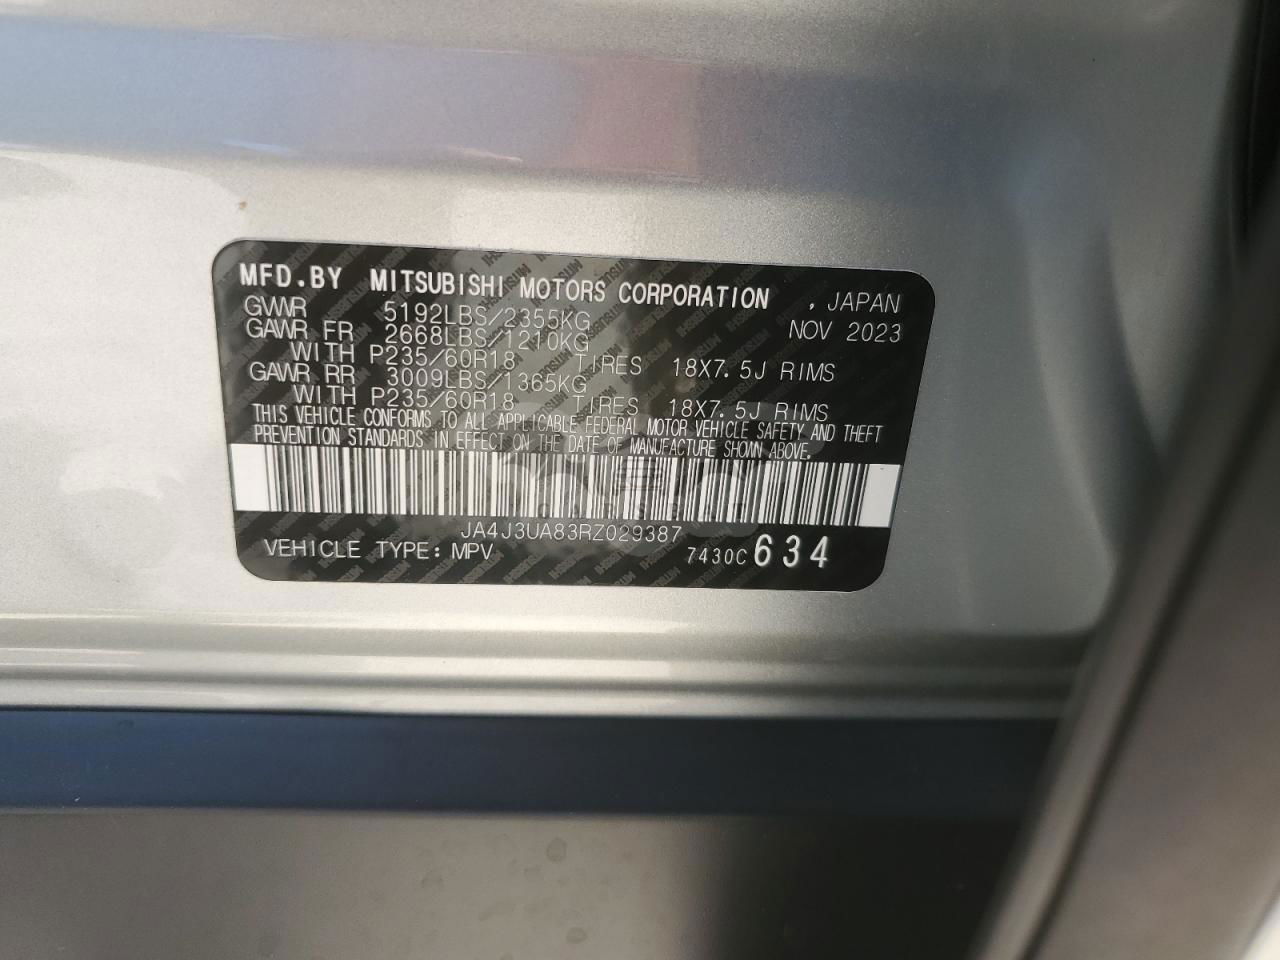 MFD.BY MITSUBISHI MOTORS CORPORATION , JAPAN
GVWR 5192LBS/2355KG NOV 2023
GAWR FR 2668LBS/1210KG
WITH P235/60R18 TIRES 18X7.5J RIMS
GAWR RR 3009LBS/1365KG
WITH P235/60R18 TIRES 18X7.5J RIMS
THIS VEHICLE CONFORMS TO ALL APPLICABLE FEDERAL MOTOR VEHICLE SAFETY AND THEFT
PREVENTION STANDARDS IN EFFECT ON THE DATE OF MANUFACTURE SHOWN ABOVE.
JA4J3UA83RZ029387
VEHICLE TYPE: MPV 7430C 634